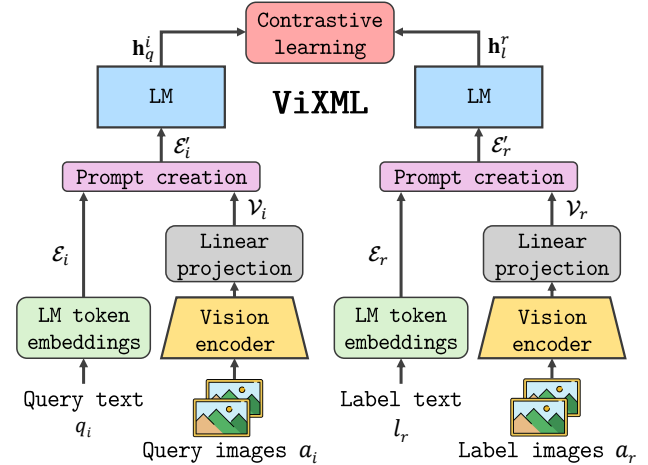 Contrastive
learning
h_q^i
h_l^r
LM
ViXML
LM
ℰ′_i
ℰ′_r
Prompt creation
Prompt creation
𝒱_i
𝒱_r
ℰ_i
Linear
projection
ℰ_r
Linear
projection
LM token
embeddings
Vision
encoder
LM token
embeddings
Vision
encoder
Query text
q_i
Label text
l_r
Query images a_i
Label images a_r